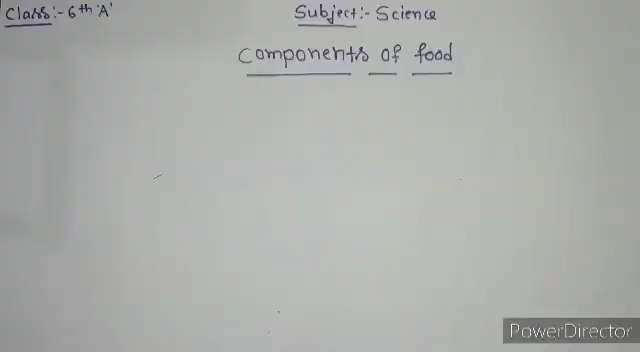 Class:- 6th 'A'
Subject:- Science
Components of food
PowerDirector